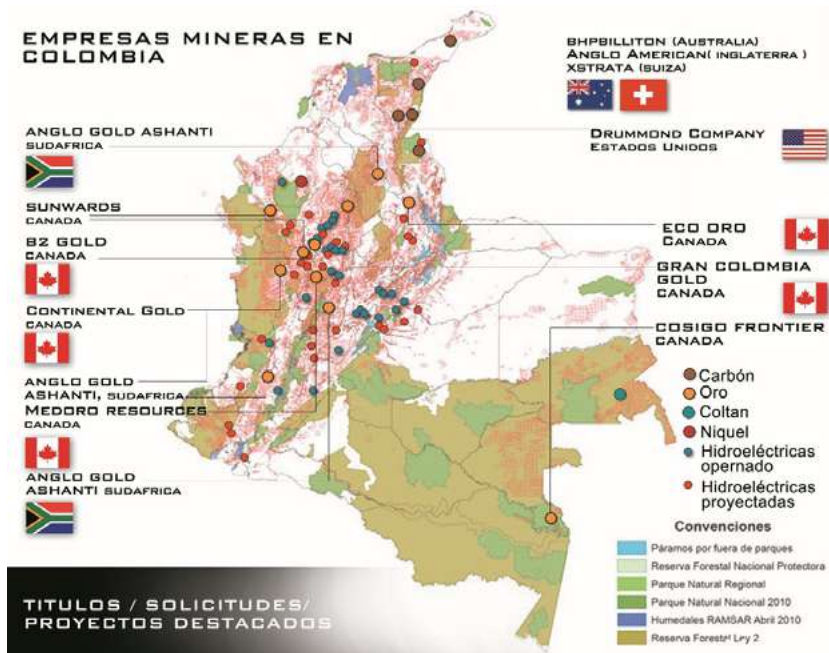 EMPRESAS MINERAS EN
COLOMBIA
BHPBILLITON (AUSTRALIA)
ANGLO AMERICAN( INGLATERRA )
XSTRATA (SUIZA)
ANGLO GOLD ASHANTI
SUDAFRICA
DRUMMOND COMPANY
ESTADOS UNIDOS
SUNWARDS
CANADA
B2 GOLD
CANADA
ECO ORO
CANADA
GRAN COLOMBIA
GOLD
CANADA
CONTINENTAL GOLD
CANADA
COSIGO FRONTIER
CANADA
ANGLO GOLD
ASHANTI, SUDAFRICA
MEDORO RESOURCES
CANADA
ANGLO GOLD
ASHANTI SUDAFRICA
Carbón
Oro
Coltan
Niquel
Hidroeléctricas
opernado
Hidroeléctricas
proyectadas
Convenciones
Páramos por fuera de parques
Reserva Forestal Nacional Protectora
Parque Natural Regional
Parque Natural Nacional 2010
Humedales RAMSAR Abril 2010
Reserva Forestel Ley 2
TITULOS / SOLICITUDES/
PROYECTOS DESTACADOS